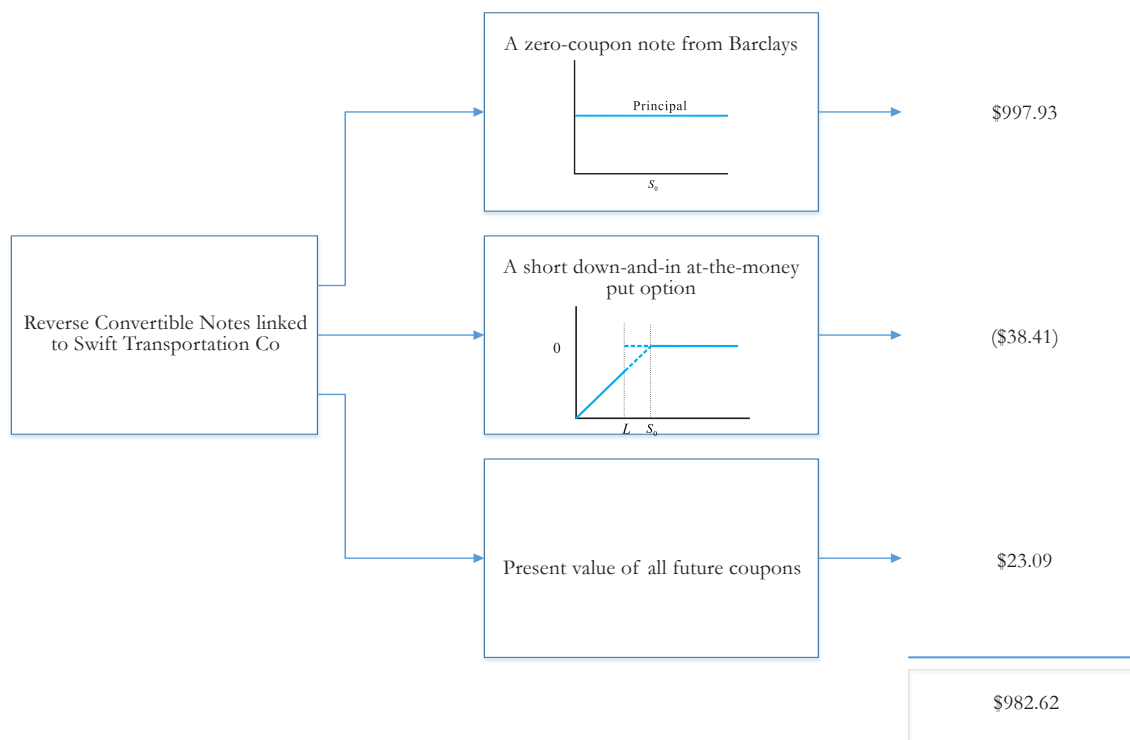 A zero-coupon note from Barclays
Principal
S₀
$997.93
Reverse Convertible Notes linked
to Swift Transportation Co
A short down-and-in at-the-money
put option
0
L S₀
($38.41)
Present value of all future coupons
$23.09
$982.62